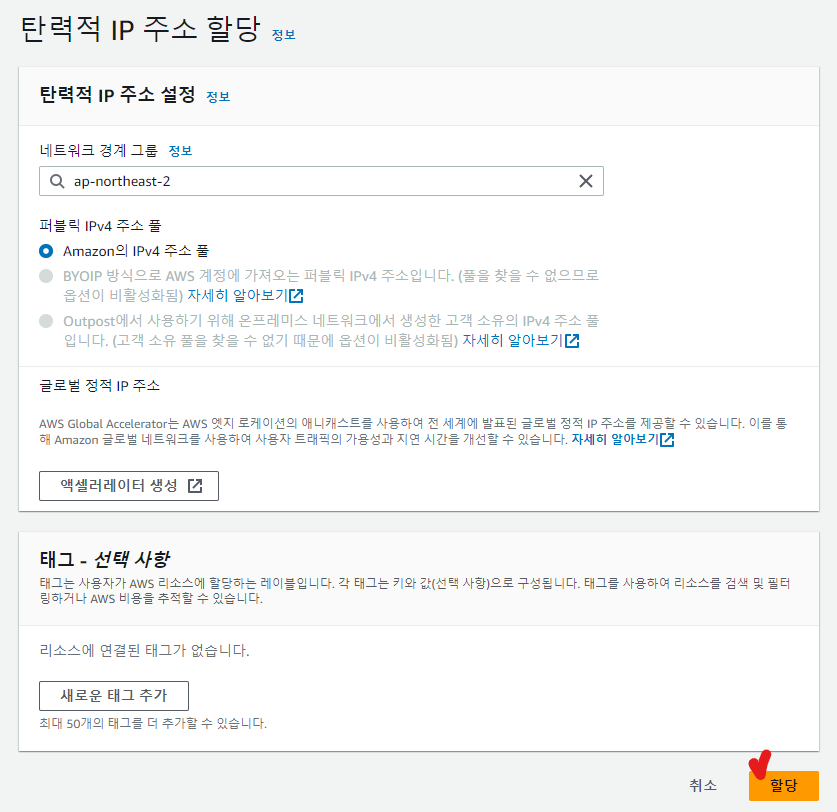 탄력적 IP 주소 할당 정보
탄력적 IP 주소 설정 정보
네트워크 경계 그룹 정보
ap-northeast-2
퍼블릭 IPv4 주소 풀
Amazon의 IPv4 주소 풀
BYOIP 방식으로 AWS 계정에 가져오는 퍼블릭 IPv4 주소입니다. (풀을 찾을 수 없으므로
옵션이 비활성화됨) 자세히 알아보기
Outpost에서 사용하기 위해 온프레미스 네트워크에서 생성한 고객 소유의 IPv4 주소 풀
입니다. (고객 소유 풀을 찾을 수 없기 때문에 옵션이 비활성화됨) 자세히 알아보기
글로벌 정적 IP 주소
AWS Global Accelerator는 AWS 엣지 로케이션의 애니캐스트를 사용하여 전 세계에 발표된 글로벌 정적 IP 주소를 제공할 수 있습니다. 이를 통
해 Amazon 글로벌 네트워크를 사용하여 사용자 트래픽의 가용성과 지연 시간을 개선할 수 있습니다. 자세히 알아보기
액셀러레이터 생성
태그 - 선택 사항
태그는 사용자가 AWS 리소스에 할당하는 레이블입니다. 각 태그는 키와 값(선택 사항)으로 구성됩니다. 태그를 사용하여 리소스를 검색 및 필터
링하거나 AWS 비용을 추적할 수 있습니다.
리소스에 연결된 태그가 없습니다.
새로운 태그 추가
최대 50개의 태그를 더 추가할 수 있습니다.
취소 할당